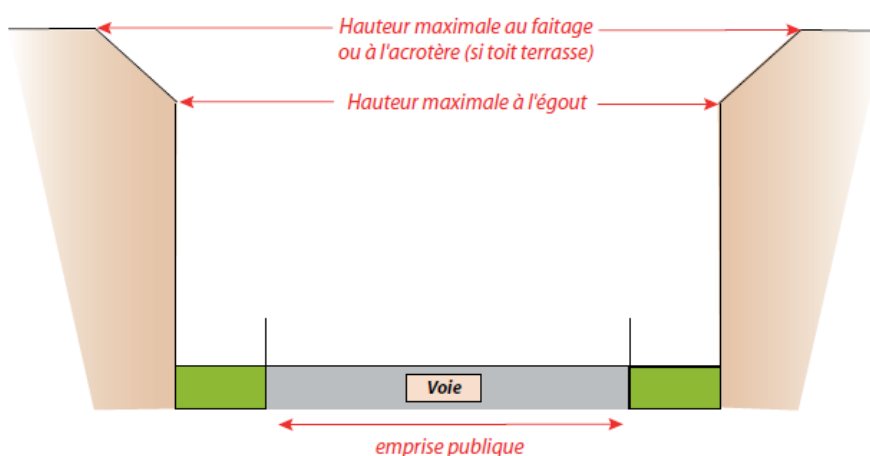 Hauteur maximale au faitage
ou à l'acrotère (si toit terrasse)
Hauteur maximale à l'égout
Voie
emprise publique